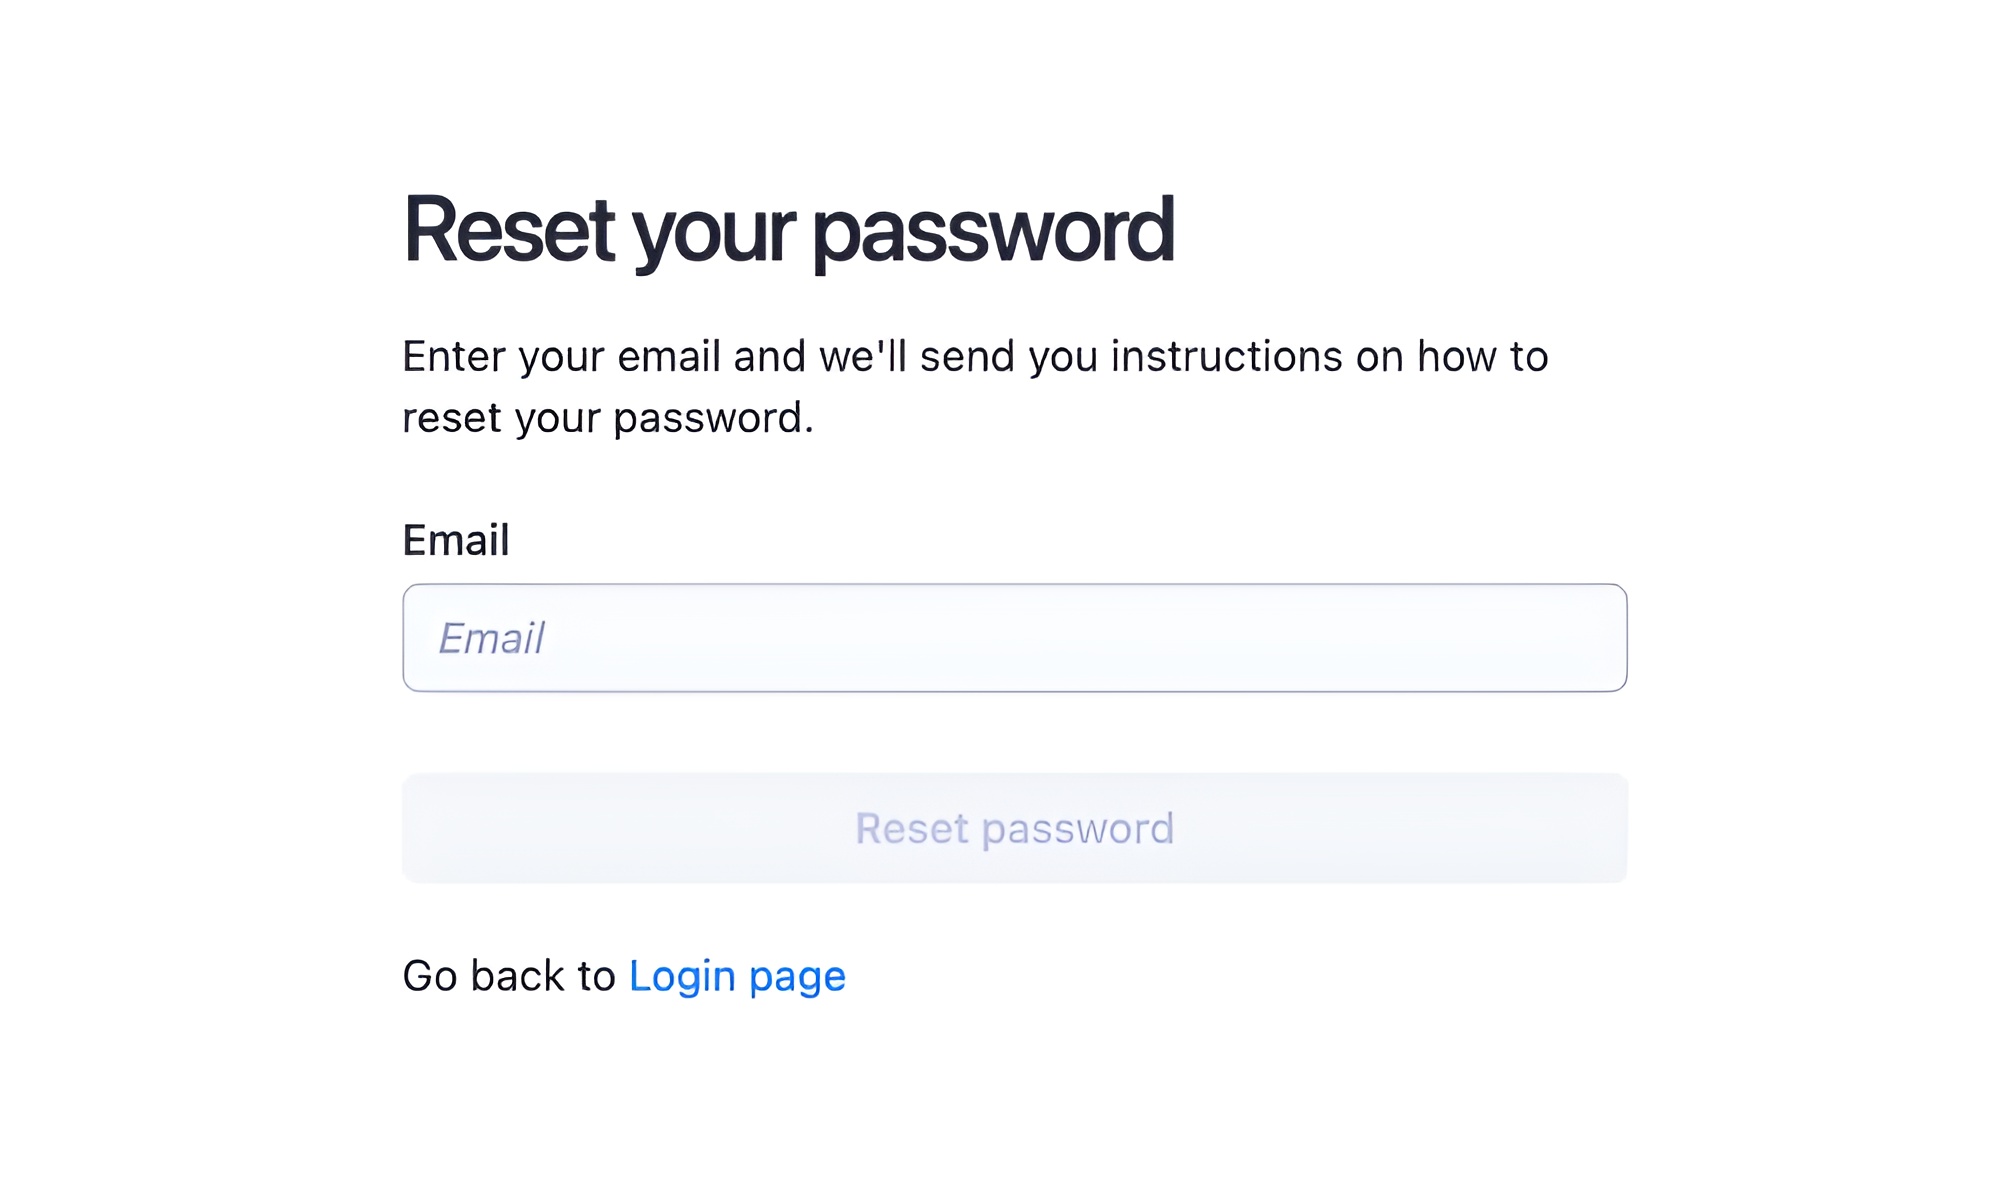 Reset your password
Enter your email and we'll send you instructions on how to
reset your password.
Email
Email
Reset password
Go back to Login page